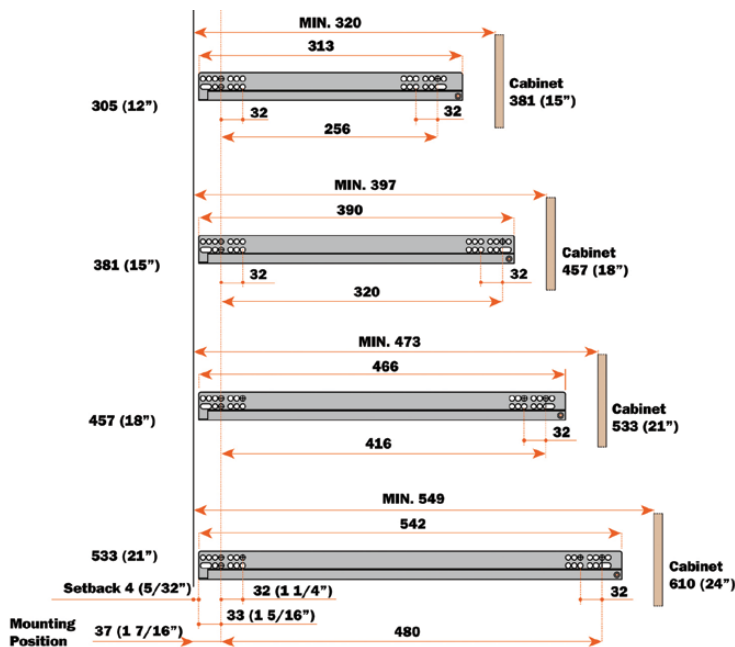 MIN. 320
313
305 (12”)
32
32
256
Cabinet
381 (15”)
MIN. 397
390
381 (15”)
32
32
320
Cabinet
457 (18”)
MIN. 473
466
457 (18”)
32
416
Cabinet
533 (21”)
MIN. 549
542
533 (21”)
Setback 4 (5/32”)
32 (1 1/4”)
32
Cabinet
610 (24”)
33 (1 5/16”)
Mounting
Position
37 (1 7/16”)
480